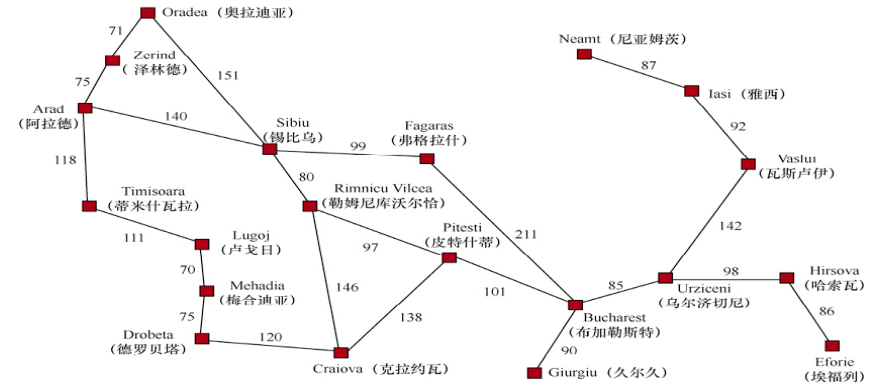 Oradea（奥拉迪亚）
71
Zerind
（泽林德）
75
151
Arad
（阿拉德）
140
118
Sibiu
（锡比乌）
99
Fagaras
（弗格拉什）
80
Timisoara
（蒂米什瓦拉）
111
Rimnicu Vilcea
（勒姆尼库沃尔恰）
Lugoj
（卢戈日）
70
Mehadia
（梅合迪亚）
75
Drobeta
（德罗贝塔）
120
146
97
Pitesti
（皮特什蒂）
211
138
101
Craiova（克拉约瓦）
Neamt（尼亚姆茨）
87
Iasi（雅西）
92
Vaslui
（瓦斯卢伊）
142
85
98
Hirsova
（哈索瓦）
Urziceni
（乌尔济切尼）
86
Bucharest
（布加勒斯特）
90
Giurgiu（久尔久）
Eforie
（埃福列）